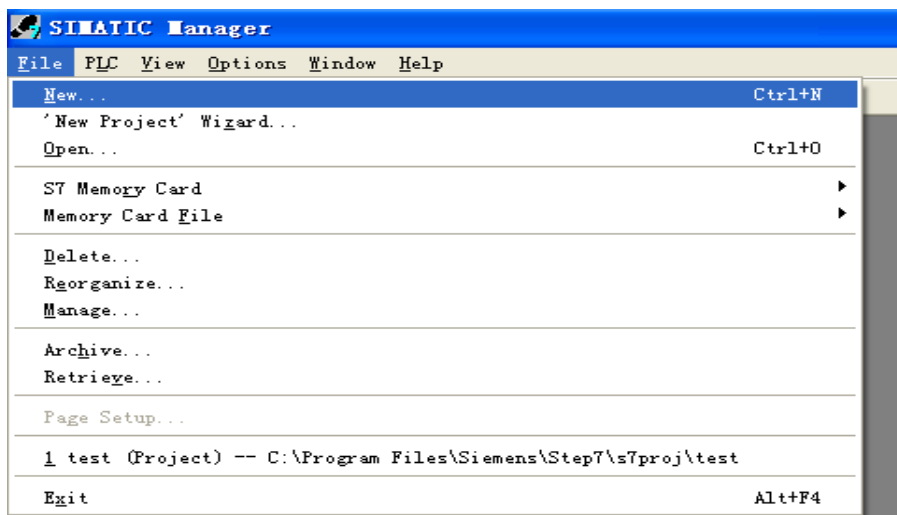 SIMATIC Manager
File PLC View Options Window Help
New... Ctrl+N
'New Project' Wizard...
Open... Ctrl+O
S7 Memory Card
Memory Card File
Delete...
Reorganize...
Manage...
Archive...
Retrieve...
Page Setup...
1 test (Project) -- C:\Program Files\Siemens\Step7\s7proj\test
Exit Alt+F4